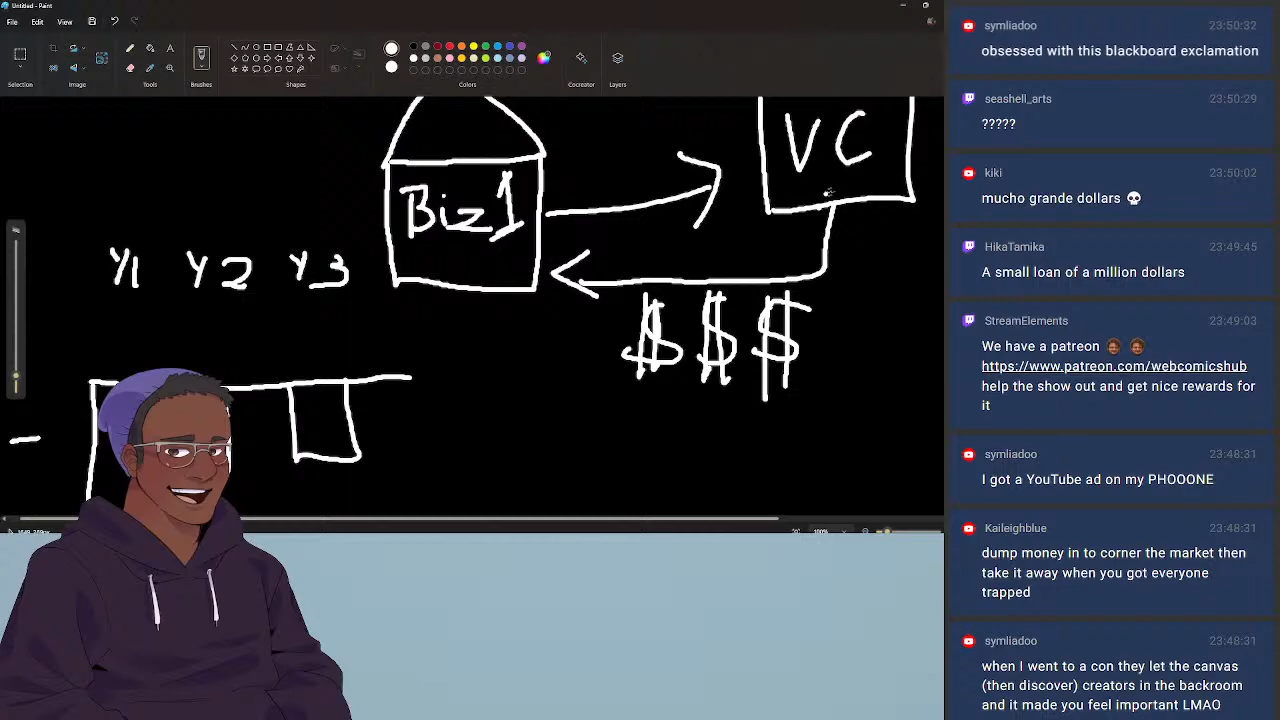 Untitled - Paint
File Edit View
Selection Image Tools Brushes Shapes Colors Cocreator Layers
VC
Biz1
Y1 Y2 Y3
$ $ $
100%
symliadoo 23:50:32
obsessed with this blackboard exclamation
seashell_arts 23:50:29
?????
kiki 23:50:02
mucho grande dollars 💀
HikaTamika 23:49:45
A small loan of a million dollars
StreamElements 23:49:03
We have a patreon
https://www.patreon.com/webcomicshub
help the show out and get nice rewards for
it
symliadoo 23:48:31
I got a YouTube ad on my PHOOONE
Kaileighblue 23:48:31
dump money in to corner the market then
take it away when you got everyone
trapped
symliadoo 23:48:31
when I went to a con they let the canvas
(then discover) creators in the backroom
and it made you feel important LMAO